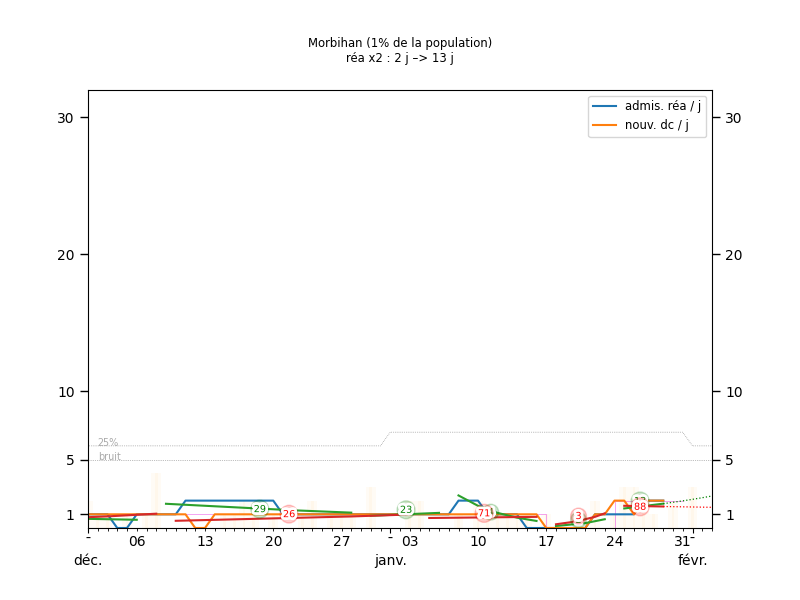 Morbihan (1% de la population)
réa x2 : 2 j –> 13 j
admis. réa / j
nouv. dc / j
30
30
20
20
10
10
25%
bruit
5
5
1
1
29
26
23
71
3
88
- 06 13 20 27 - 03 10 17 24 31 -
déc. janv. févr.